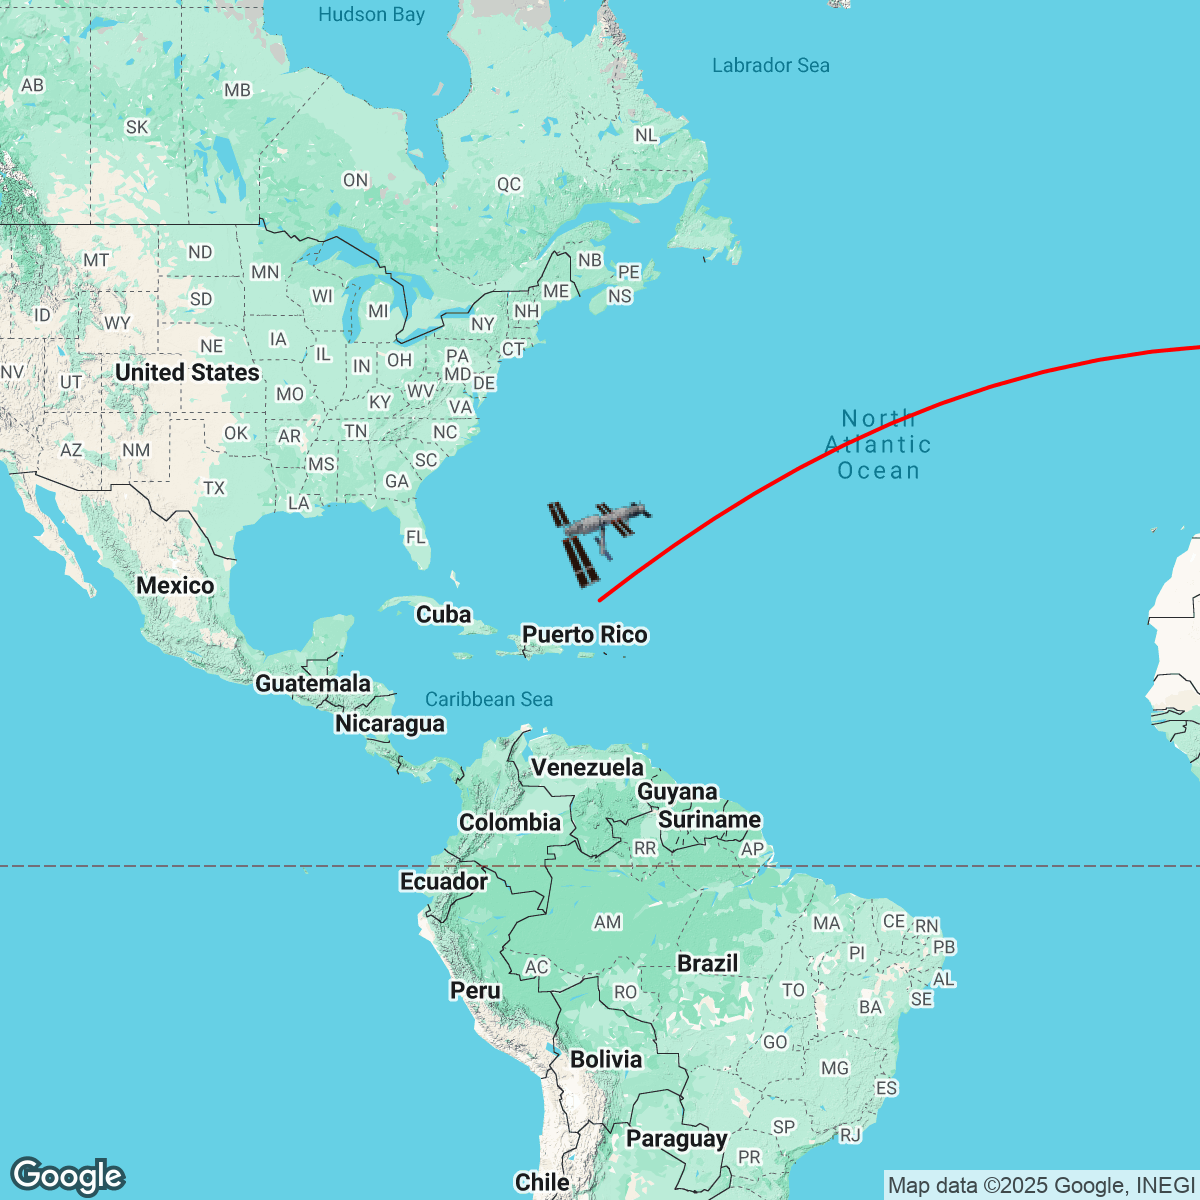 Hudson Bay
Labrador Sea
AB
MB
SK
NL
ON
QC
ND
MT
MN
NB
PE
ME
NS
WI
SD
ID
WY
MI
NH
NY
IA
NE
CT
IL
OH
PA
IN
NV
United States
UT
MD
DE
MO
WV
KY
VA
North
Atlantic
Ocean
OK
AR
TN
NC
AZ
NM
MS
SC
GA
TX
LA
FL
Mexico
Cuba
Puerto Rico
Guatemala
Caribbean Sea
Nicaragua
Venezuela
Guyana
Suriname
Colombia
RR
AP
Ecuador
AM
MA
CE
RN
PB
PI
Brazil
AC
AL
Peru
RO
TO
SE
BA
GO
Bolivia
MG
ES
SP
RJ
Paraguay
PR
Chile
Google
Map data ©2025 Google, INEGI